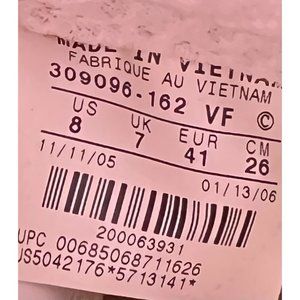 MADE IN VIETNAM
FABRIQUE AU VIETNAM
309096-162 VF ©
US UK EUR CM
8 7 41 26
11/11/05 01/13/06
200063931
UPC 00685068711626
US5042176*5713141*